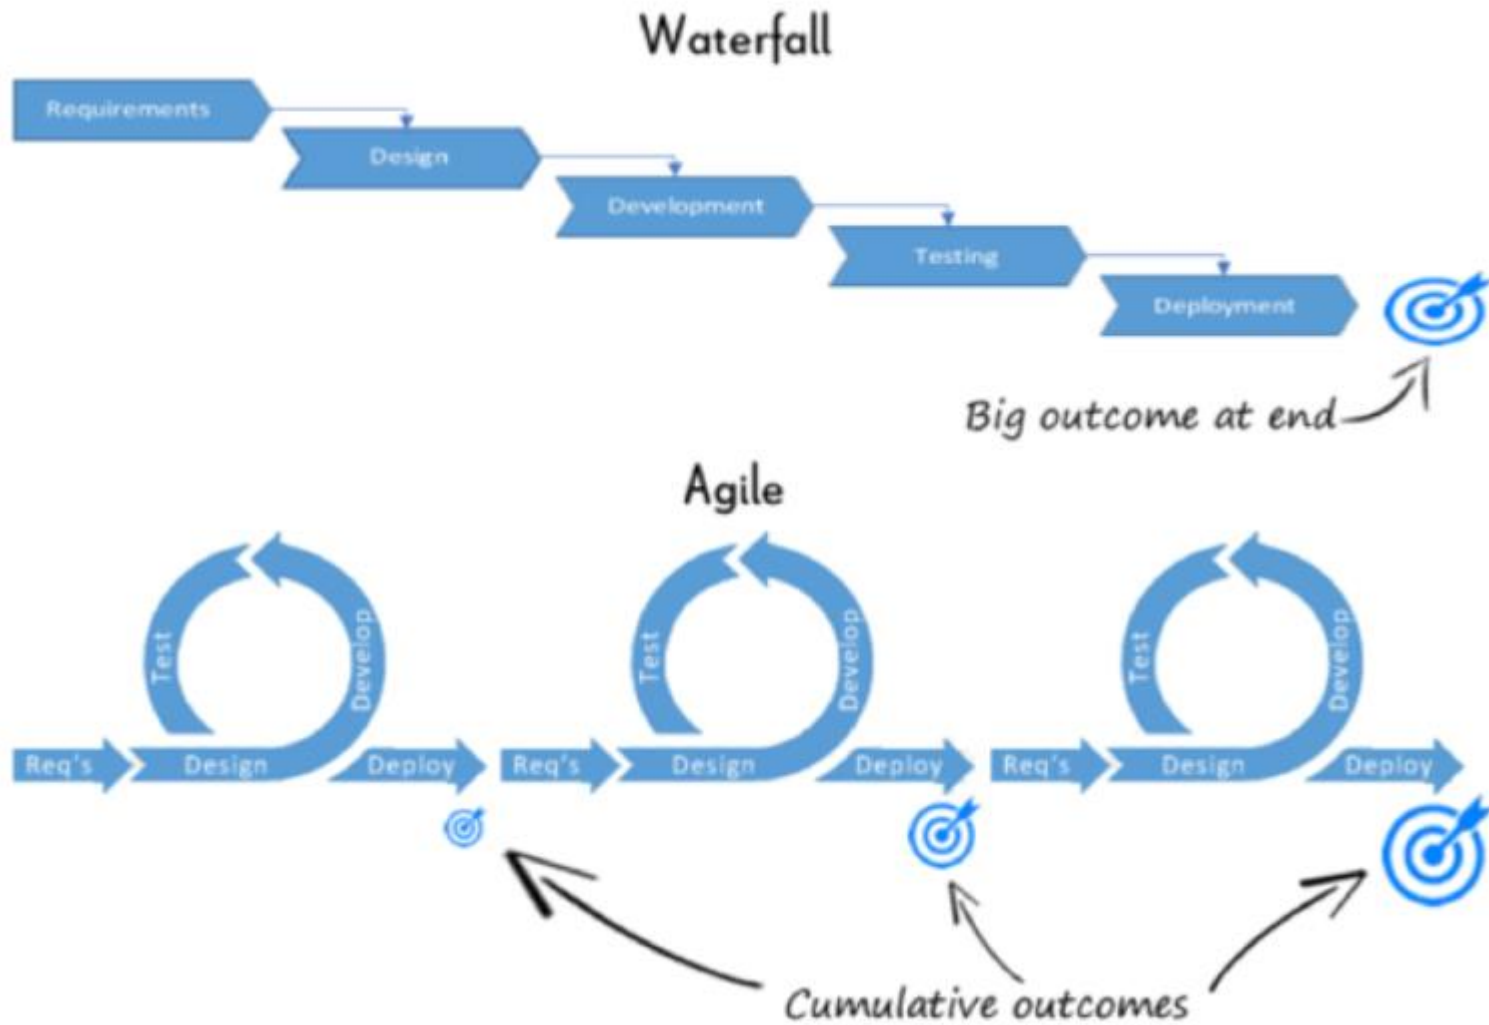 Waterfall
Requirements
Design
Development
Testing
Deployment
Big outcome at end
Agile
Test
Develop
Req's
Design
Deploy
Test
Develop
Req's
Design
Deploy
Test
Develop
Req's
Design
Deploy
Cumulative outcomes